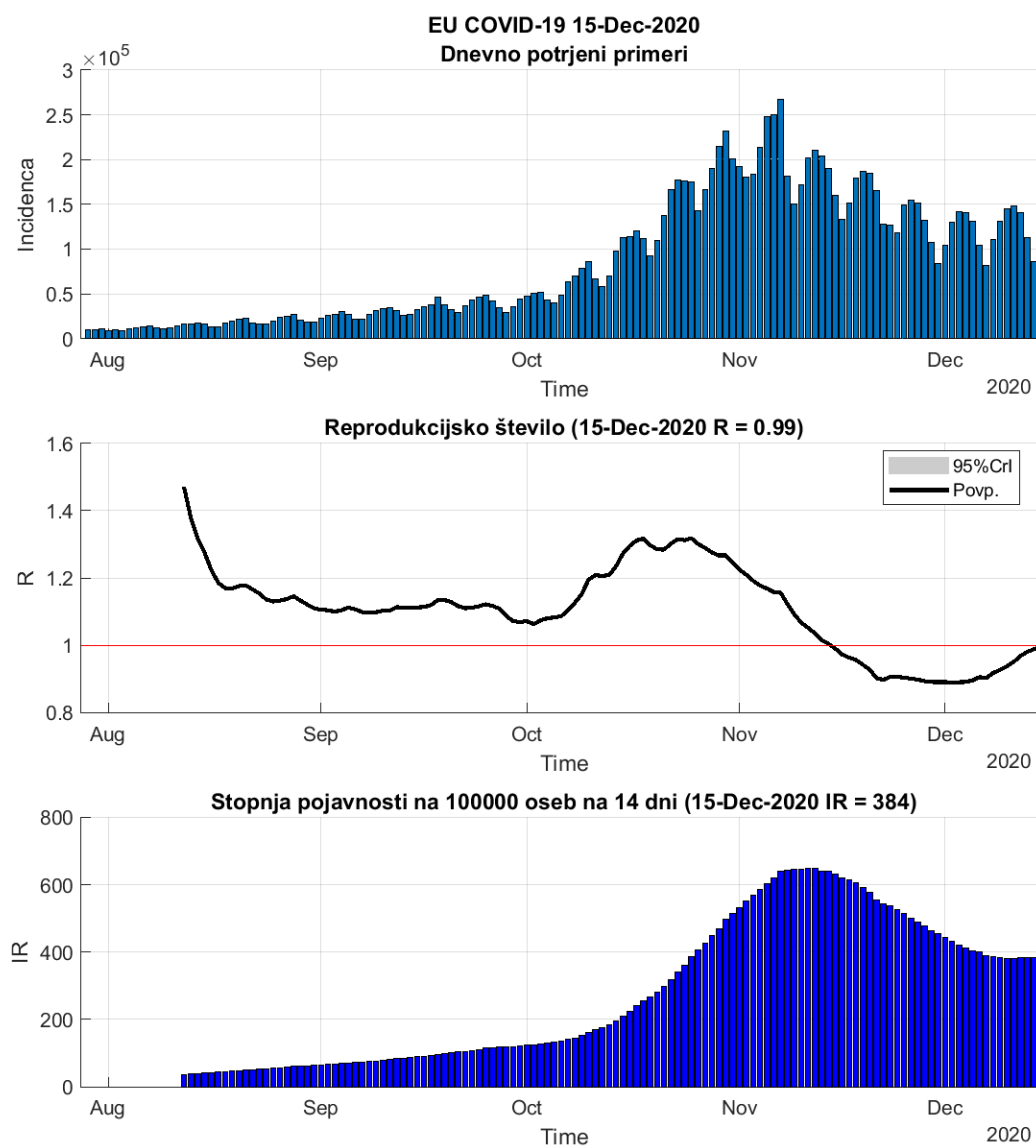 EU COVID-19 15-Dec-2020
Dnevno potrjeni primeri
×10^5
3
2.5
2
1.5
1
0.5
0
Incidenca
Aug Sep Oct Nov Dec
Time
2020
Reprodukcijsko število (15-Dec-2020 R = 0.99)
1.6
1.4
1.2
1
0.8
R
95%CrI
Povp.
Aug Sep Oct Nov Dec
Time
2020
Stopnja pojavnosti na 100000 oseb na 14 dni (15-Dec-2020 IR = 384)
800
600
400
200
0
IR
Aug Sep Oct Nov Dec
Time
2020